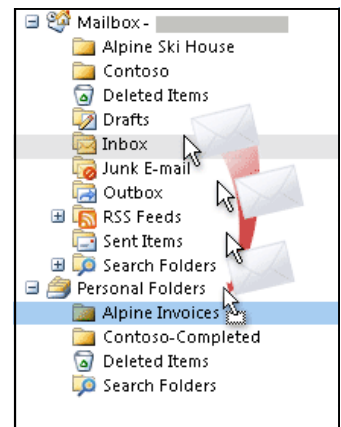 Mailbox -
Alpine Ski House
Contoso
Deleted Items
Drafts
Inbox
Junk E-mail
Outbox
RSS Feeds
Sent Items
Search Folders
Personal Folders
Alpine Invoices
Contoso-Completed
Deleted Items
Search Folders